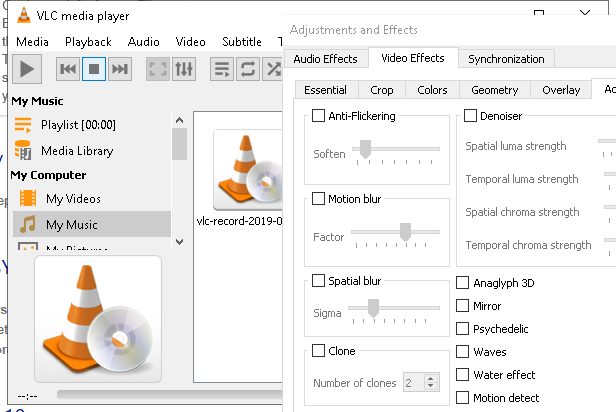 VLC media player
Media Playback Audio Video Subtitle
My Music
Playlist [00:00]
Media Library
My Computer
My Videos
My Music
My Pictures
vlc-record-2019-0
--:--
Adjustments and Effects
Audio Effects Video Effects Synchronization
Essential Crop Colors Geometry Overlay
Anti-Flickering
Soften
Motion blur
Factor
Spatial blur
Sigma
Clone
Number of clones 2
Denoiser
Spatial luma strength
Temporal luma strength
Spatial chroma strength
Temporal chroma strength
Anaglyph 3D
Mirror
Psychedelic
Waves
Water effect
Motion detect